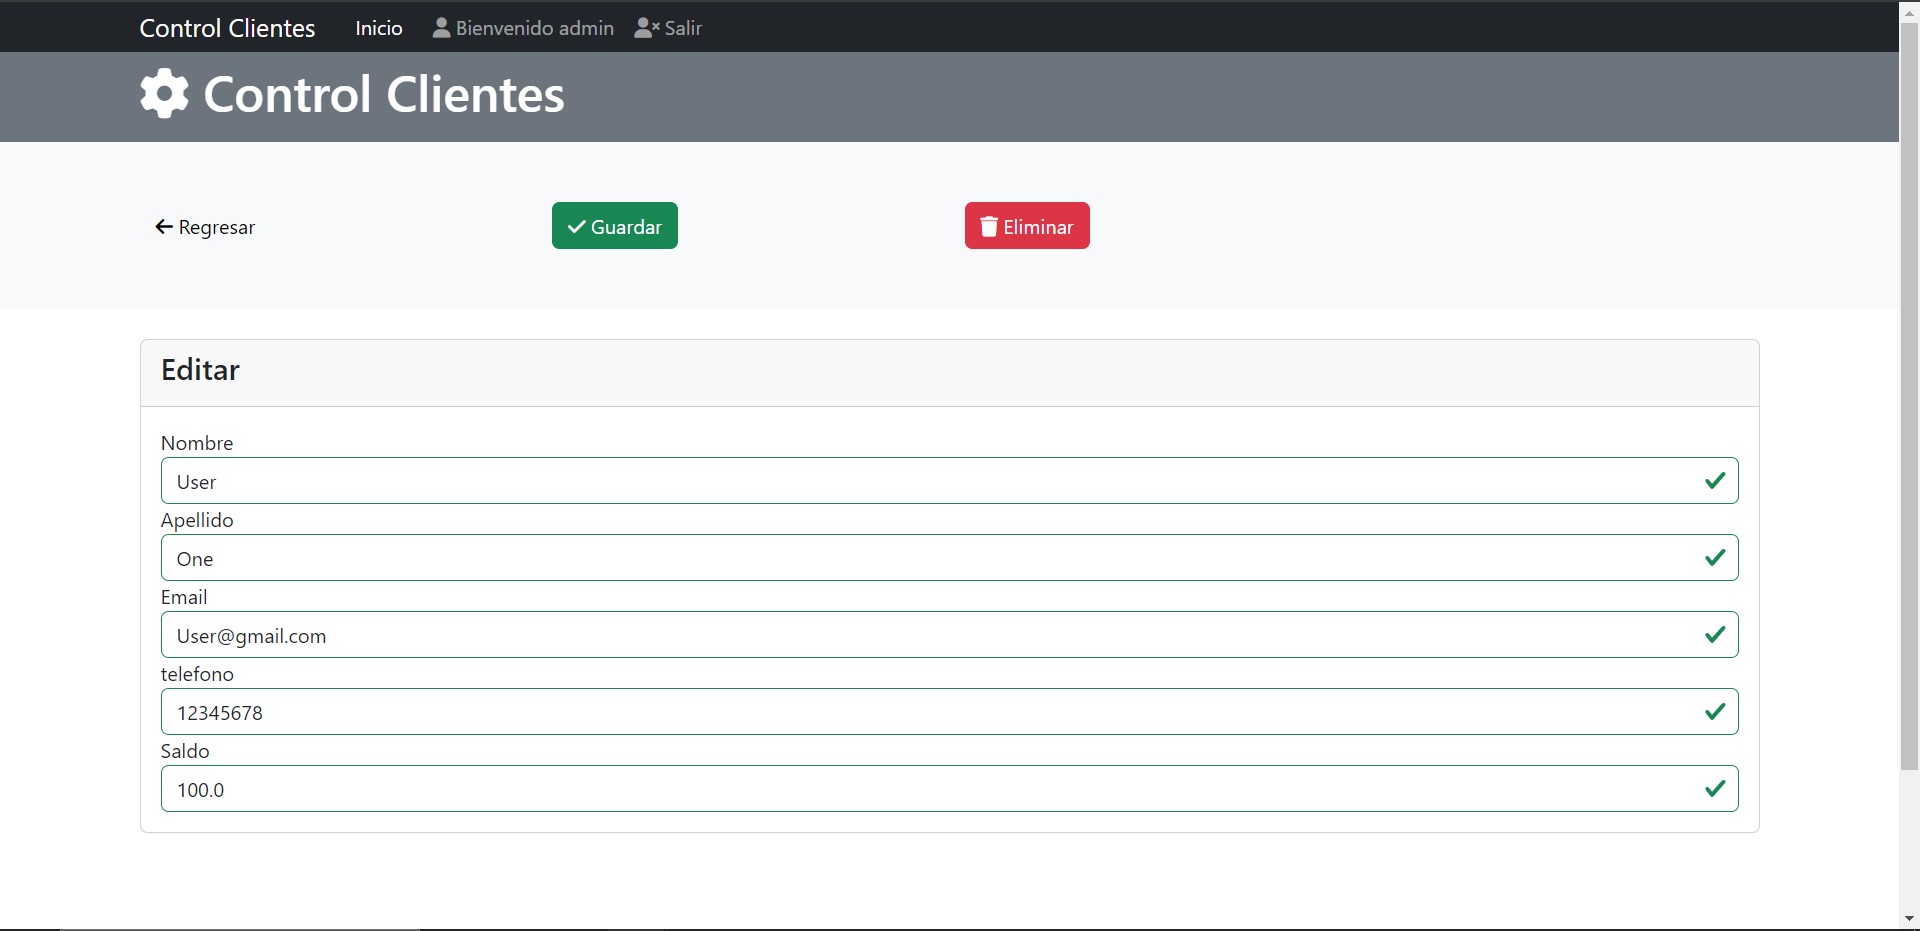 Control Clientes Inicio Bienvenido admin Salir
Control Clientes
Regresar Guardar Eliminar
Editar
Nombre
User
Apellido
One
Email
User@gmail.com
telefono
12345678
Saldo
100.0